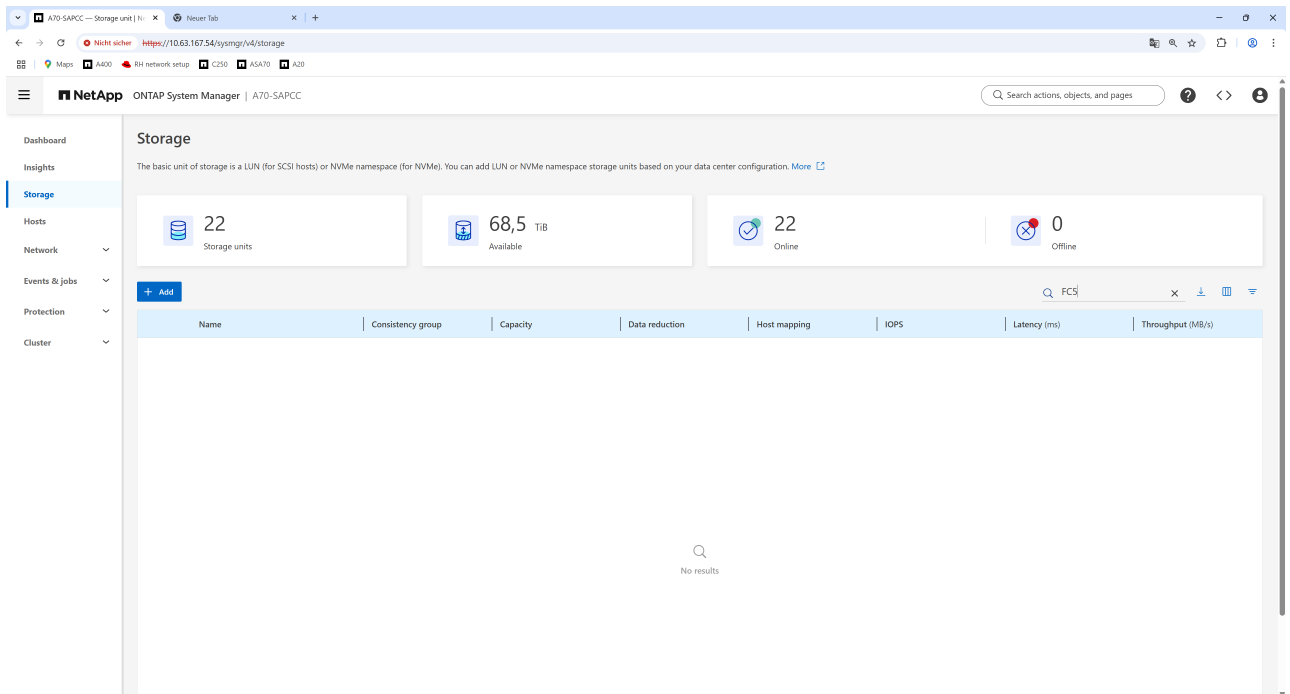 A70-SAPCC — Storage unit | N
Neuer Tab
Nicht sicher https://10.63.167.54/sysmgr/v4/storage
Maps A400 RH network setup C250 ASA70 A20
NetApp ONTAP System Manager | A70-SAPCC
Search actions, objects, and pages
Dashboard
Insights
Storage
Hosts
Network
Events & jobs
Protection
Cluster
Storage
The basic unit of storage is a LUN (for SCSI hosts) or NVMe namespace (for NVMe). You can add LUN or NVMe namespace storage units based on your data center configuration. More
22
Storage units
68,5 TiB
Available
22
Online
0
Offline
+ Add
FC5
Name Consistency group Capacity Data reduction Host mapping IOPS Latency (ms) Throughput (MB/s)
No results